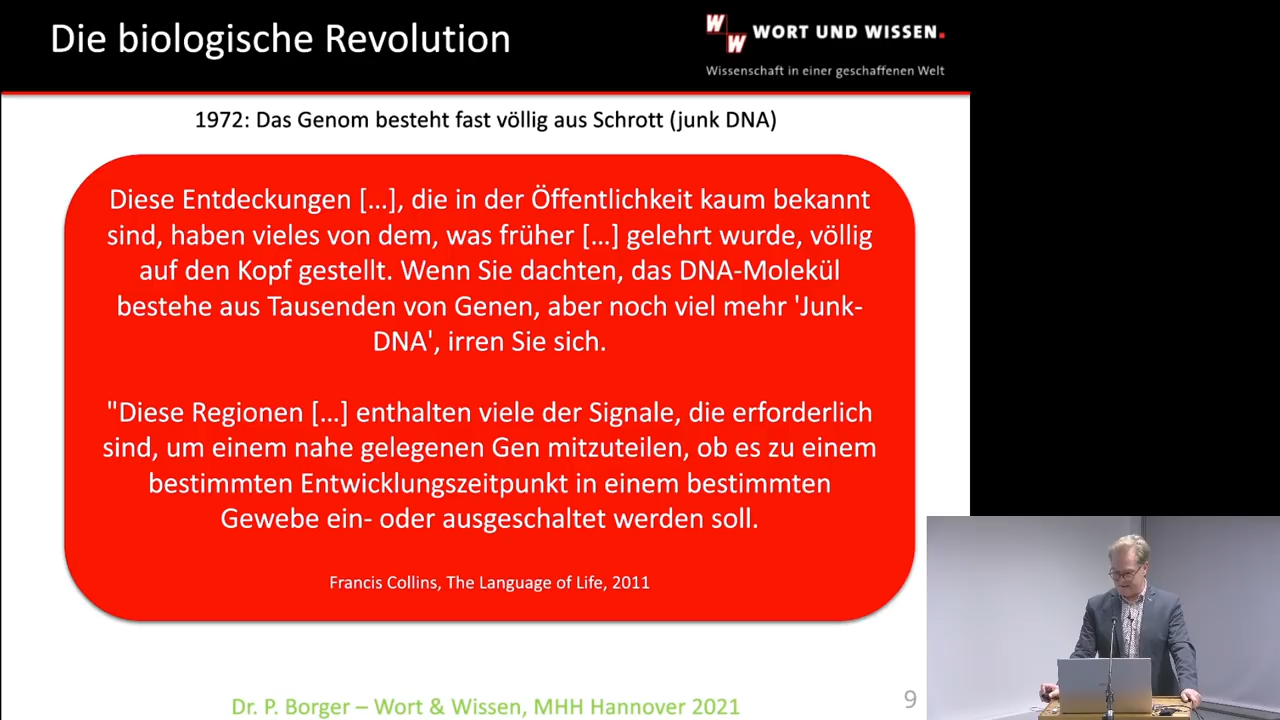 Die biologische Revolution
W
W
WORT UND WISSEN.
Wissenschaft in einer geschaffenen Welt
1972: Das Genom besteht fast völlig aus Schrott (junk DNA)
Diese Entdeckungen [...], die in der Öffentlichkeit kaum bekannt
sind, haben vieles von dem, was früher [...] gelehrt wurde, völlig
auf den Kopf gestellt. Wenn Sie dachten, das DNA-Molekül
bestehe aus Tausenden von Genen, aber noch viel mehr 'Junk-
DNA', irren Sie sich.
"Diese Regionen [...] enthalten viele der Signale, die erforderlich
sind, um einem nahe gelegenen Gen mitzuteilen, ob es zu einem
bestimmten Entwicklungszeitpunkt in einem bestimmten
Gewebe ein- oder ausgeschaltet werden soll.
Francis Collins, The Language of Life, 2011
Dr. P. Borger – Wort & Wissen, MHH Hannover 2021
9